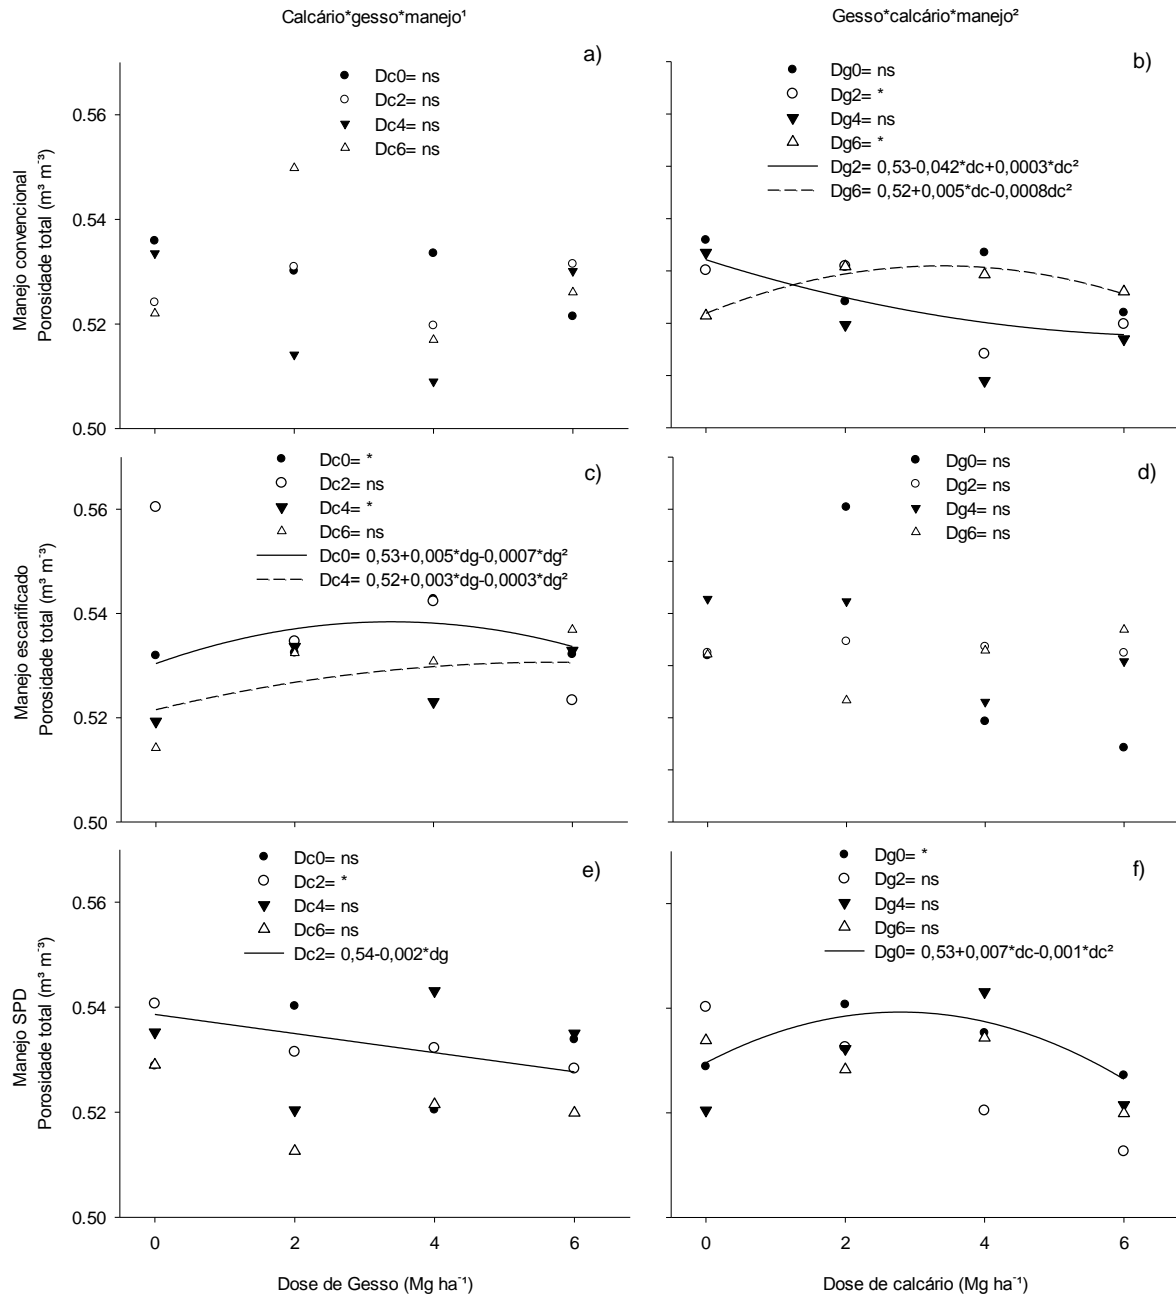 Calcário*gesso*manejo¹
Gesso*calcário*manejo²
a)
Dc0= ns
Dc2= ns
Dc4= ns
Dc6= ns
0.56
0.54
0.52
0.50
Manejo convencional
Porosidade total (m³ m⁻³)
b)
Dg0= ns
Dg2= *
Dg4= ns
Dg6= *
Dg2= 0,53-0,042*dc+0,0003*dc²
Dg6= 0,52+0,005*dc-0,0008dc²
c)
Dc0= *
Dc2= ns
Dc4= *
Dc6= ns
Dc0= 0,53+0,005*dg-0,0007*dg²
Dc4= 0,52+0,003*dg-0,0003*dg²
0.56
0.54
0.52
0.50
Manejo escarificado
Porosidade total (m³ m⁻³)
d)
Dg0= ns
Dg2= ns
Dg4= ns
Dg6= ns
e)
Dc0= ns
Dc2= *
Dc4= ns
Dc6= ns
Dc2= 0,54-0,002*dg
0.56
0.54
0.52
0.50
Manejo SPD
Porosidade total (m³ m⁻³)
0 2 4 6
Dose de Gesso (Mg ha⁻¹)
f)
Dg0= *
Dg2= ns
Dg4= ns
Dg6= ns
Dg0= 0,53+0,007*dc-0,001*dc²
0 2 4 6
Dose de calcário (Mg ha⁻¹)